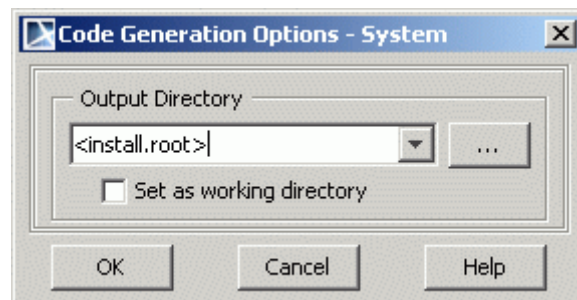 Code Generation Options - System
Output Directory
<install.root>
...
Set as working directory
OK Cancel Help